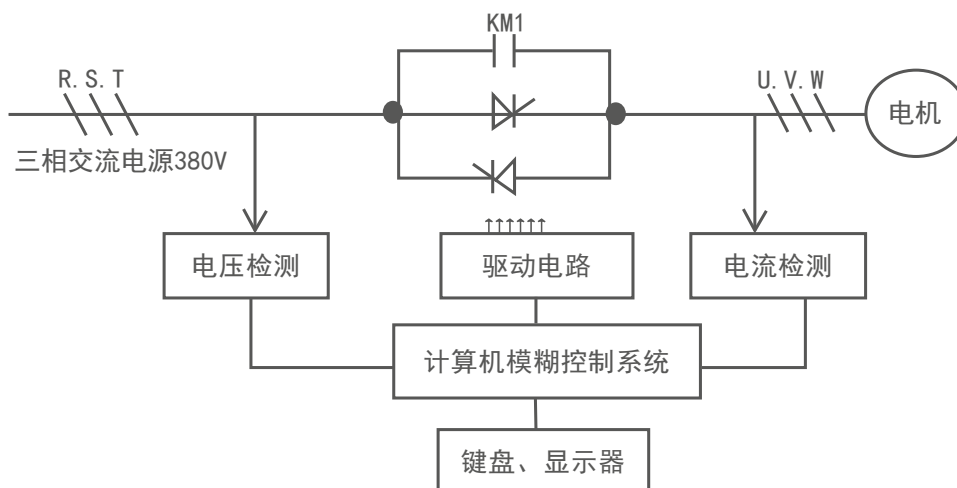 KM1
R.S.T
U.V.W
电机
三相交流电源380V
↑↑↑↑↑↑
电压检测
驱动电路
电流检测
计算机模糊控制系统
键盘、显示器